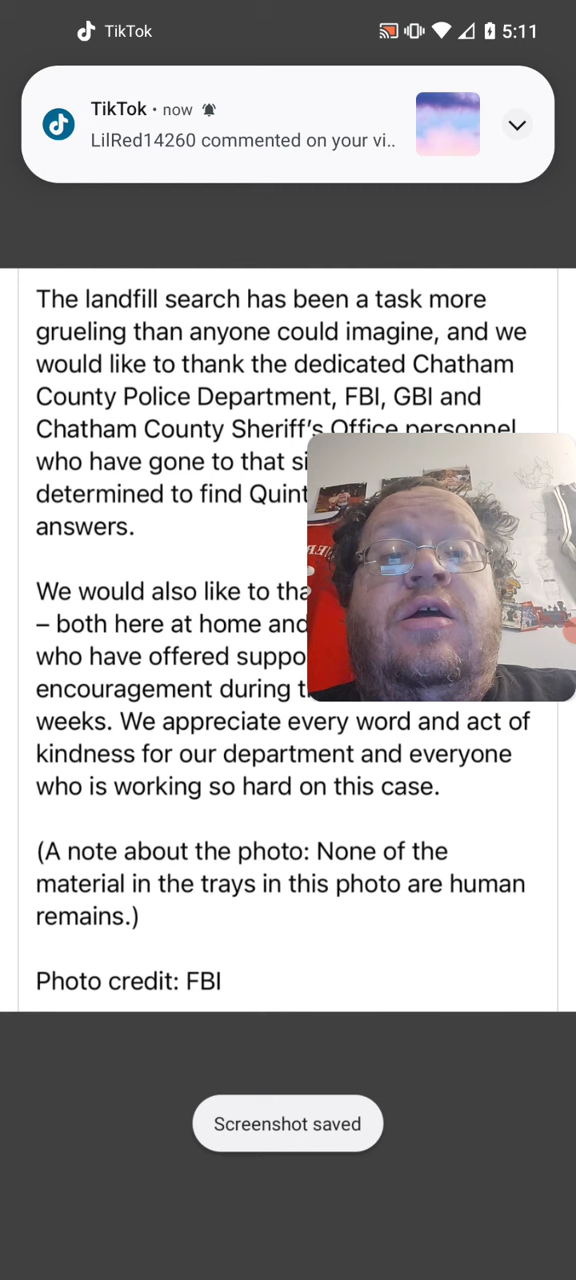 TikTok
5:11
TikTok • now
LilRed14260 commented on your vi..
The landfill search has been a task more
grueling than anyone could imagine, and we
would like to thank the dedicated Chatham
County Police Department, FBI, GBI and
Chatham County Sheriff's Office personnel
who have gone to that
determined to find
answers.
We would also like to
– both here at home and
who have offered
encouragement during
weeks. We appreciate every word and act of
kindness for our department and everyone
who is working so hard on this case.
(A note about the photo: None of the
material in the trays in this photo are human
remains.)
Photo credit: FBI
Screenshot saved